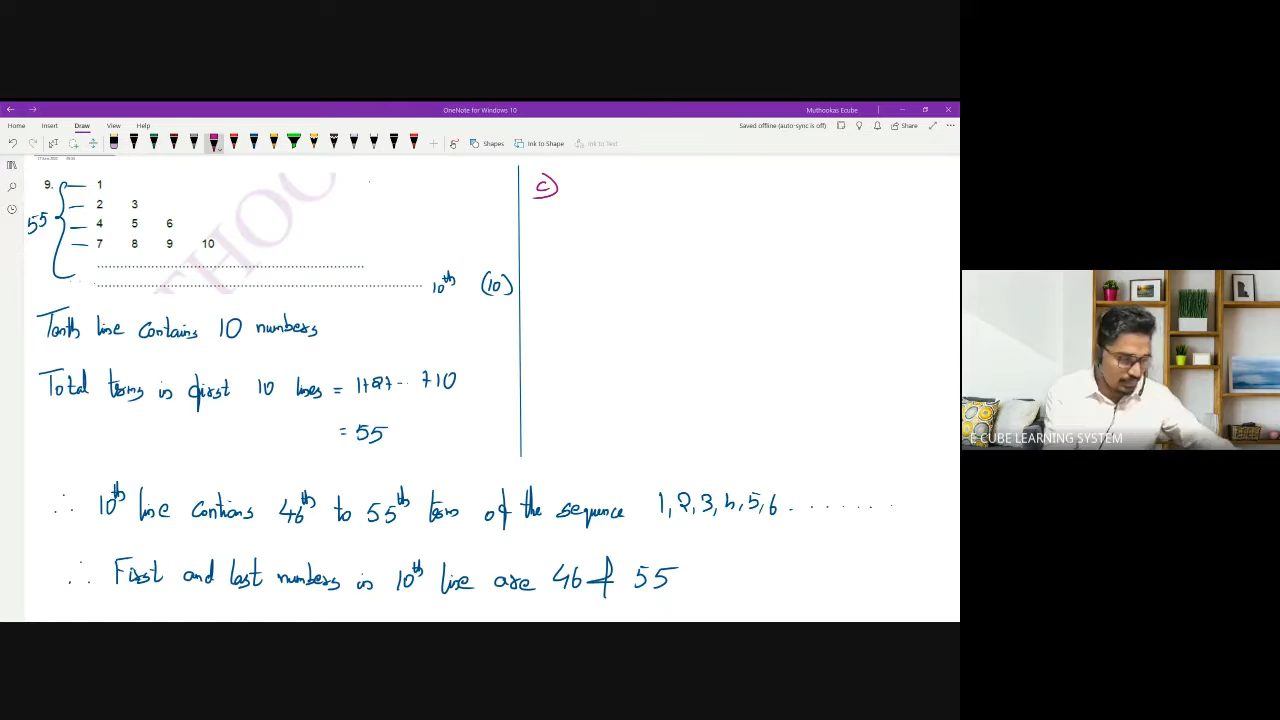 OneNote for Windows 10
Muthookas Ecube
Home Insert Draw View Help
Saved offline (auto-sync is off)
Share
Shapes
Ink to Shape
Ink to Text
9.
1
2 3
55
4 5 6
7 8 9 10
10th (10)
c)
Tenth line contains 10 numbers
Total terms in first 10 lines = 1+2+-- +10
= 55
∴ 10th line contions 46th to 55th term of the sequence 1,2,3,4,5,6 . . . . . . . .
∴ First and last numbers in 10th line are 46 & 55
E CUBE LEARNING SYSTEM